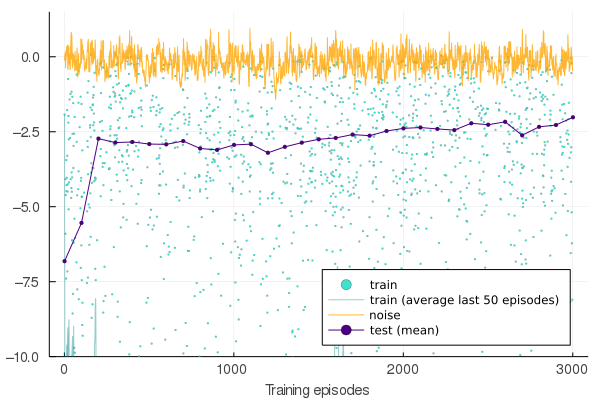 0.0
−2.5
−5.0
−7.5
−10.0
train
train (average last 50 episodes)
noise
test (mean)
0 1000 2000 3000
Training episodes